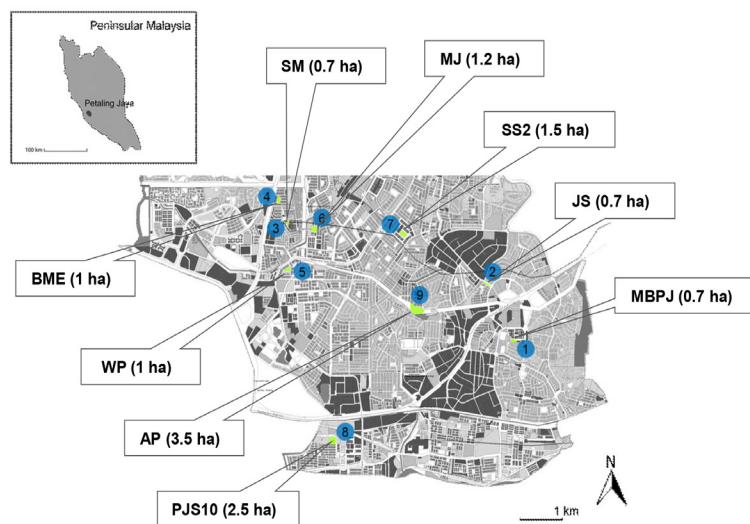 Peninsular Malaysia
Petaling Jaya
100 km
SM (0.7 ha)
MJ (1.2 ha)
SS2 (1.5 ha)
JS (0.7 ha)
MBPJ (0.7 ha)
BME (1 ha)
WP (1 ha)
AP (3.5 ha)
PJS10 (2.5 ha)
4
3
6
7
5
2
9
1
8
N
1 km